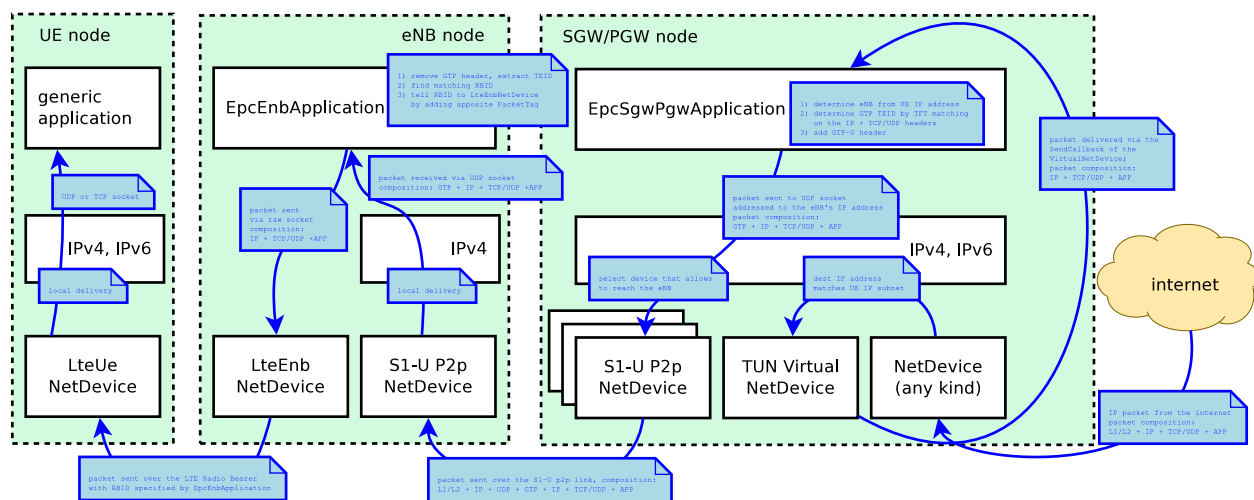 UE node
generic
application
UDP or TCP socket
IPv4, IPv6
local delivery
LteUe
NetDevice
packet sent over the LTE Radio Bearer
with RBID specified by EpcEnbApplication
eNB node
EpcEnbApplication
1) remove GTP header, extract TEID
2) find matching RBID
3) tell RBID to LteEnbNetDevice
by adding apposite PacketTag
packet received via UDP socket
composition: GTP + IP + TCP/UDP +APP
packet sent
via raw socket
composition:
IP + TCP/UDP +APP
IPv4
local delivery
LteEnb
NetDevice
S1-U P2p
NetDevice
packet sent over the S1-U p2p link, composition:
L1/L2 + IP + UDP + GTP + IP + TCP/UDP + APP
SGW/PGW node
EpcSgwPgwApplication
1) determine eNB from UE IP address
2) determine GTP TEID by TFT matching
on the IP + TCP/UDP headers
3) add GTP-U header
packet sent to UDP socket
addressed to the eNB's IP address
packet composition:
GTP + IP + TCP/UDP + APP
IPv4, IPv6
select device that allows
to reach the eNB
dest IP address
matches UE IP subnet
S1-U P2p
NetDevice
TUN Virtual
NetDevice
NetDevice
(any kind)
packet delivered via the
SendCallback of the
VirtualNetDevice;
packet composition:
IP + TCP/UDP + APP
internet
IP packet from the internet
packet composition:
L1/L2 + IP + TCP/UDP + APP